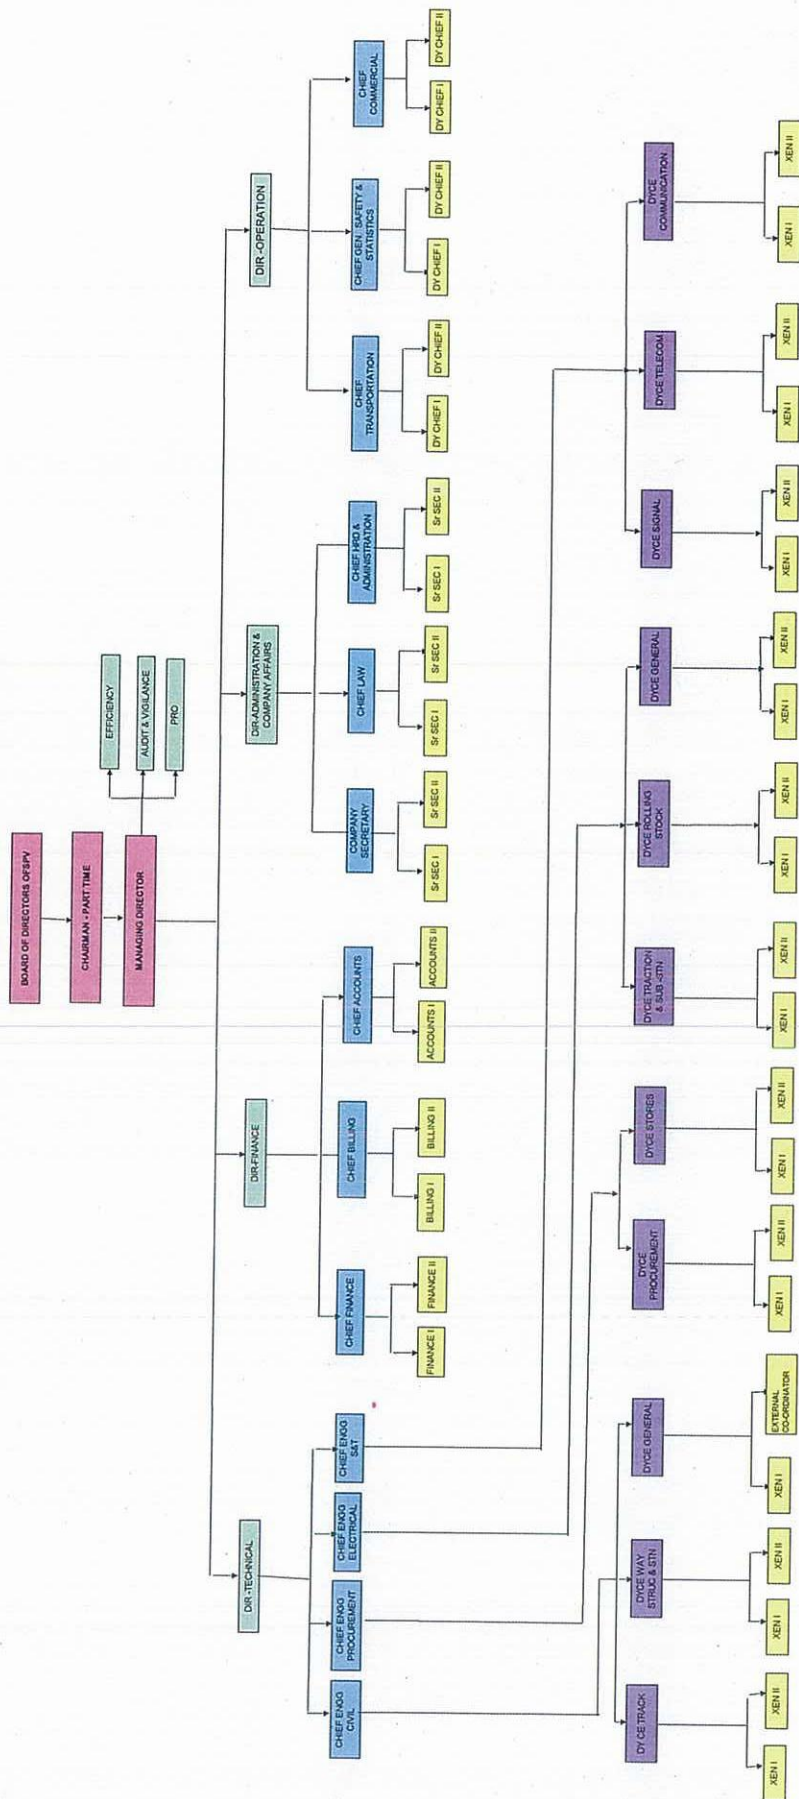 BOARD OF DIRECTORS OF SPV
CHAIRMAN - PART TIME
MANAGING DIRECTOR
EFFICIENCY
AUDIT & VIGILANCE
PRO
DIR -TECHNICAL
DIR-FINANCE
DIR-ADMINISTRATION &
COMPANY AFFAIRS
DIR -OPERATION
CHIEF ENGG
CIVIL
CHIEF ENGG
PROCUREMENT
CHIEF ENGG
ELECTRICAL
CHIEF ENGG
S&T
CHIEF FINANCE
CHIEF BILLING
CHIEF ACCOUNTS
COMPANY
SECRETARY
CHIEF LAW
CHIEF HRD &
ADMINISTRATION
CHIEF
TRANSPORTATION
CHIEF GEN. SAFETY &
STATISTICS
CHIEF
COMMERCIAL
FINANCE I
FINANCE II
BILLING I
BILLING II
ACCOUNTS I
ACCOUNTS II
Sr SEC I
Sr SEC II
Sr SEC I
Sr SEC II
Sr SEC I
Sr SEC II
DY CHIEF I
DY CHIEF II
DY CHIEF I
DY CHIEF II
DY CHIEF I
DY CHIEF II
DY CE TRACK
DYCE WAY
STRUC & STN
DYCE GENERAL
DYCE
PROCUREMENT
DYCE STORES
DYCE TRACTION
& SUB -STN
DYCE ROLLING
STOCK
DYCE GENERAL
DYCE SIGNAL
DYCE TELECOM
DYCE
COMMUNICATION
XEN I
XEN II
XEN I
XEN II
XEN I
EXTERNAL
CO-ORDINATOR
XEN I
XEN II
XEN I
XEN II
XEN I
XEN II
XEN I
XEN II
XEN I
XEN II
XEN I
XEN II
XEN I
XEN II
XEN I
XEN II